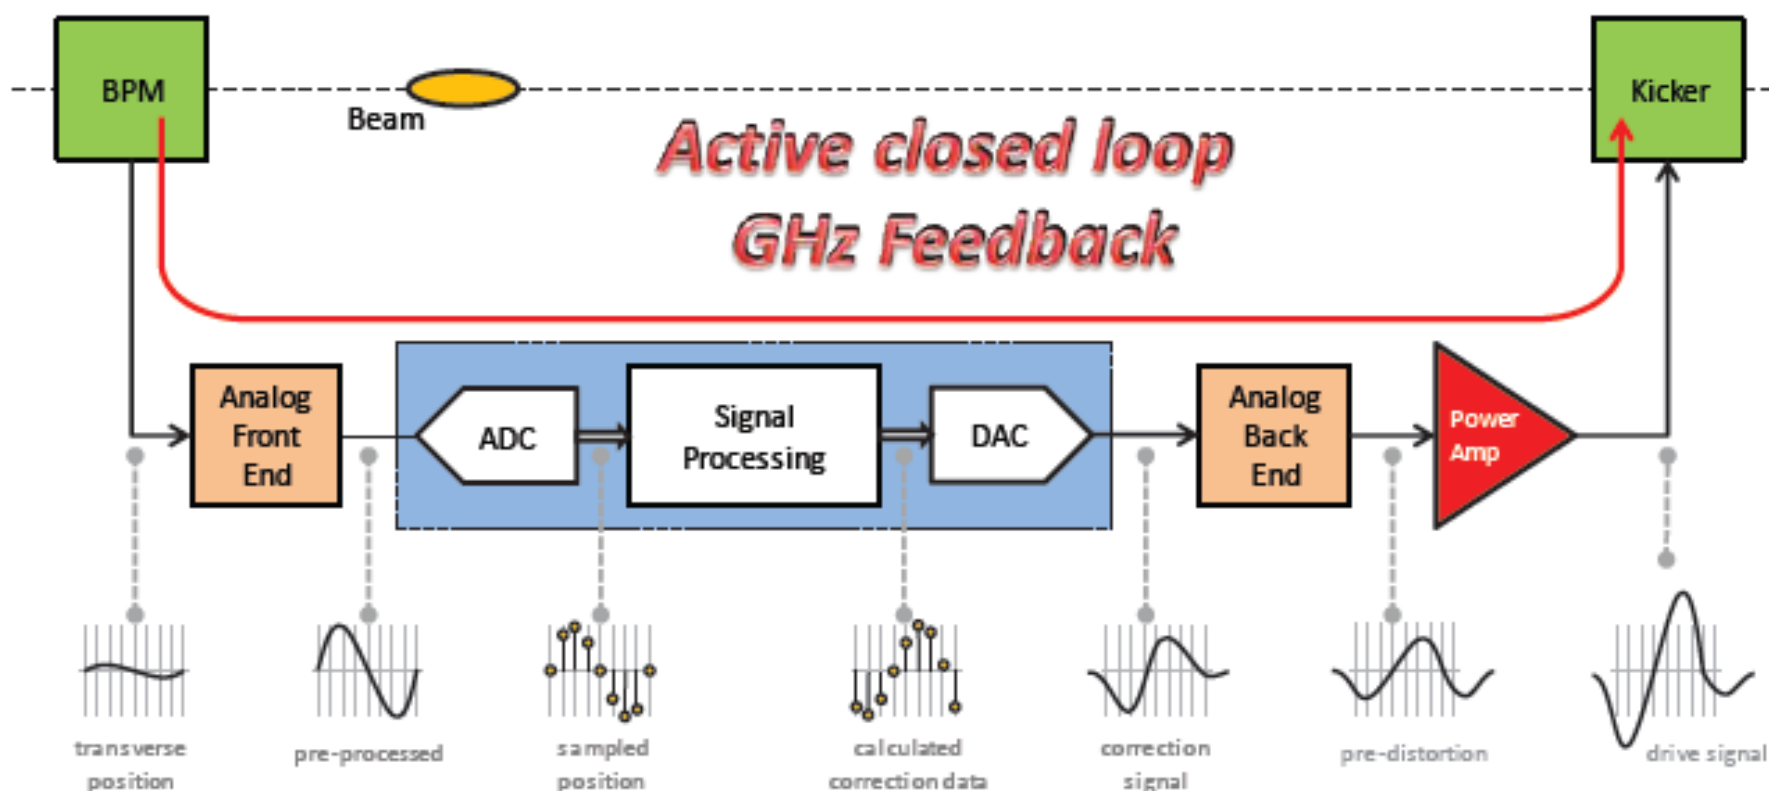 BPM
Beam
Kicker
Active closed loop
GHz Feedback
Analog
Front
End
ADC
Signal
Processing
DAC
Analog
Back
End
Power
Amp
transverse
position
pre-processed
sampled
position
calculated
correction data
correction
signal
pre-distortion
drive signal